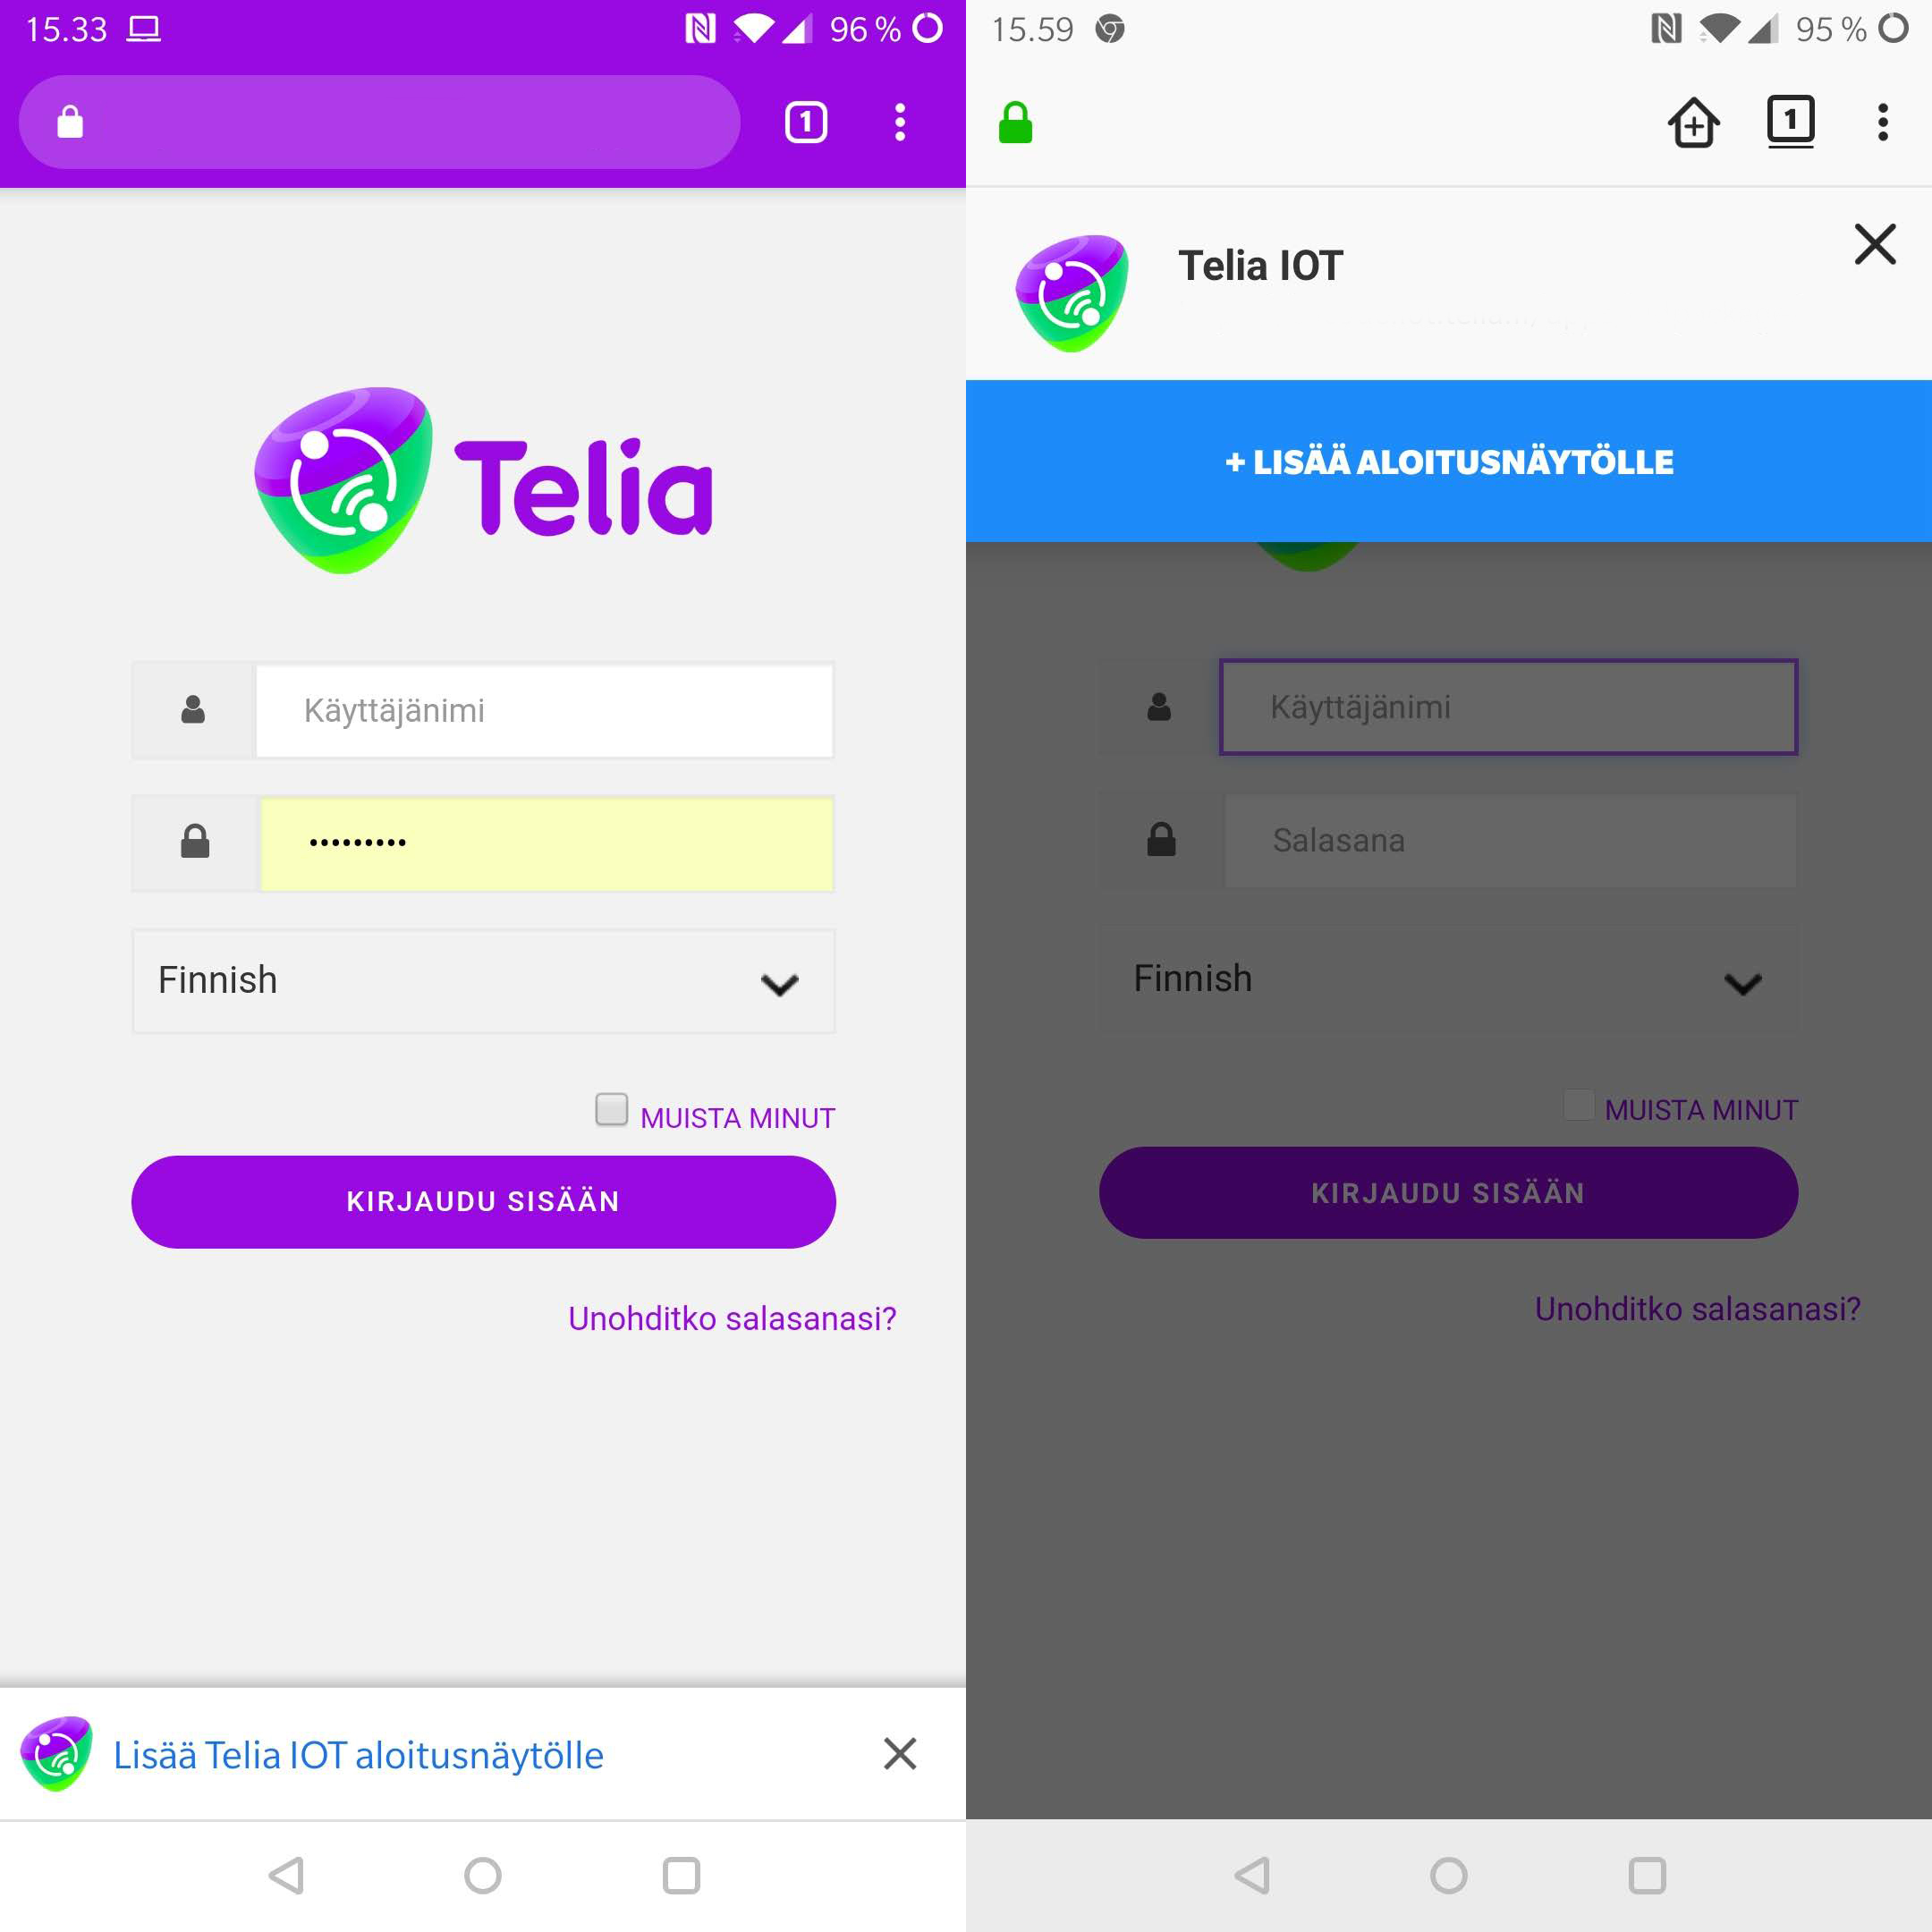 15.33
96 %
1
Telia
Käyttäjänimi
•••••••••
Finnish
MUISTA MINUT
KIRJAUDU SISÄÄN
Unohditko salasanasi?
Lisää Telia IOT aloitusnäytölle
15.59
95 %
1
Telia IOT
+ LISÄÄ ALOITUSNÄYTÖLLE
Käyttäjänimi
Salasana
Finnish
MUISTA MINUT
KIRJAUDU SISÄÄN
Unohditko salasanasi?